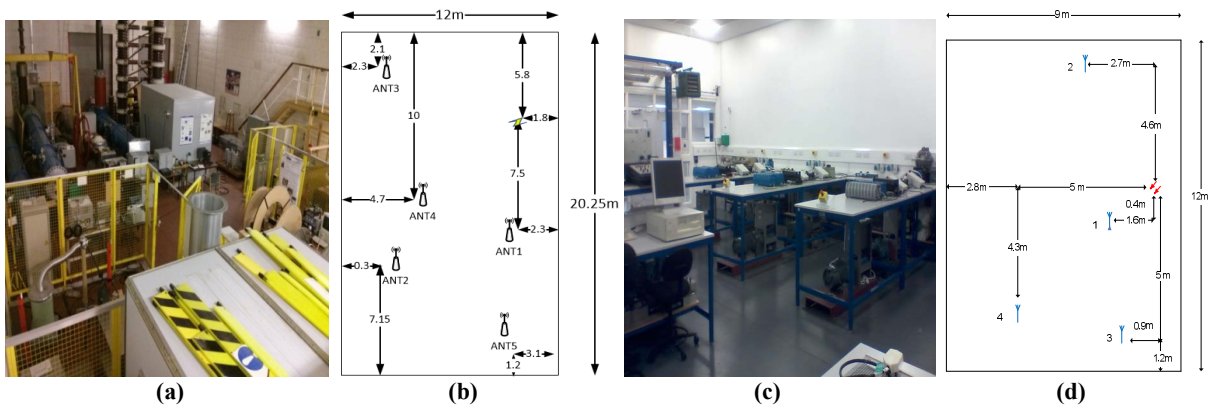 12m
2.1
2.3
ANT3
5.8
1.8
10
7.5
4.7
ANT4
2.3
ANT1
20.25m
0.3
ANT2
7.15
ANT5
3.1
1.2
9m
2
2.7m
4.6m
2.8m
5m
0.4m
1
1.6m
12m
4.3m
5m
4
0.9m
3
1.2m
(a)
(b)
(c)
(d)